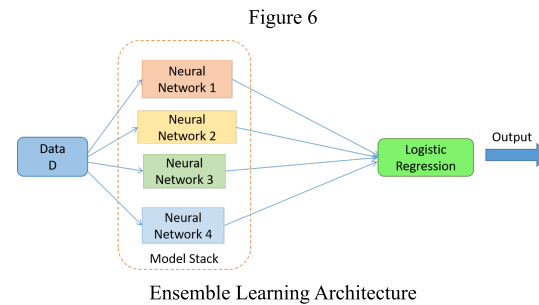 Figure 6
Neural
Network 1
Neural
Network 2
Data
D
Neural
Network 3
Neural
Network 4
Model Stack
Logistic
Regression
Output
Ensemble Learning Architecture